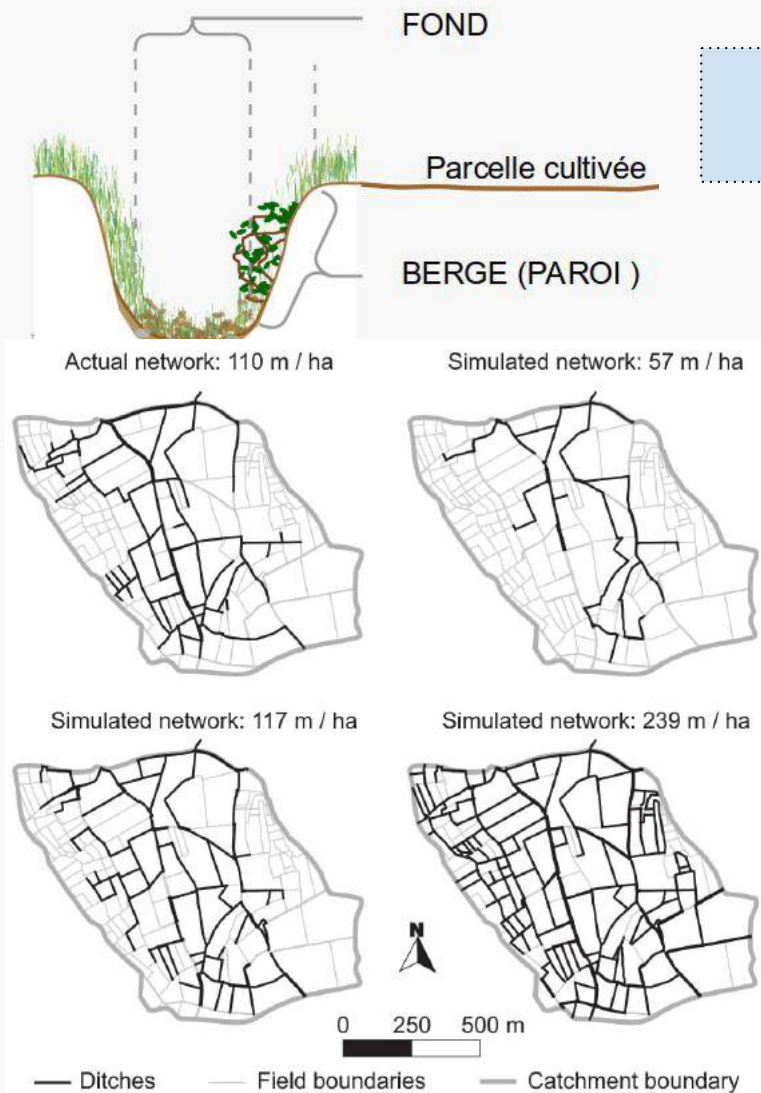 FOND
Parcelle cultivée
BERGE (PAROI )
Actual network: 110 m / ha
Simulated network: 57 m / ha
Simulated network: 117 m / ha
Simulated network: 239 m / ha
N
0 250 500 m
Ditches Field boundaries Catchment boundary